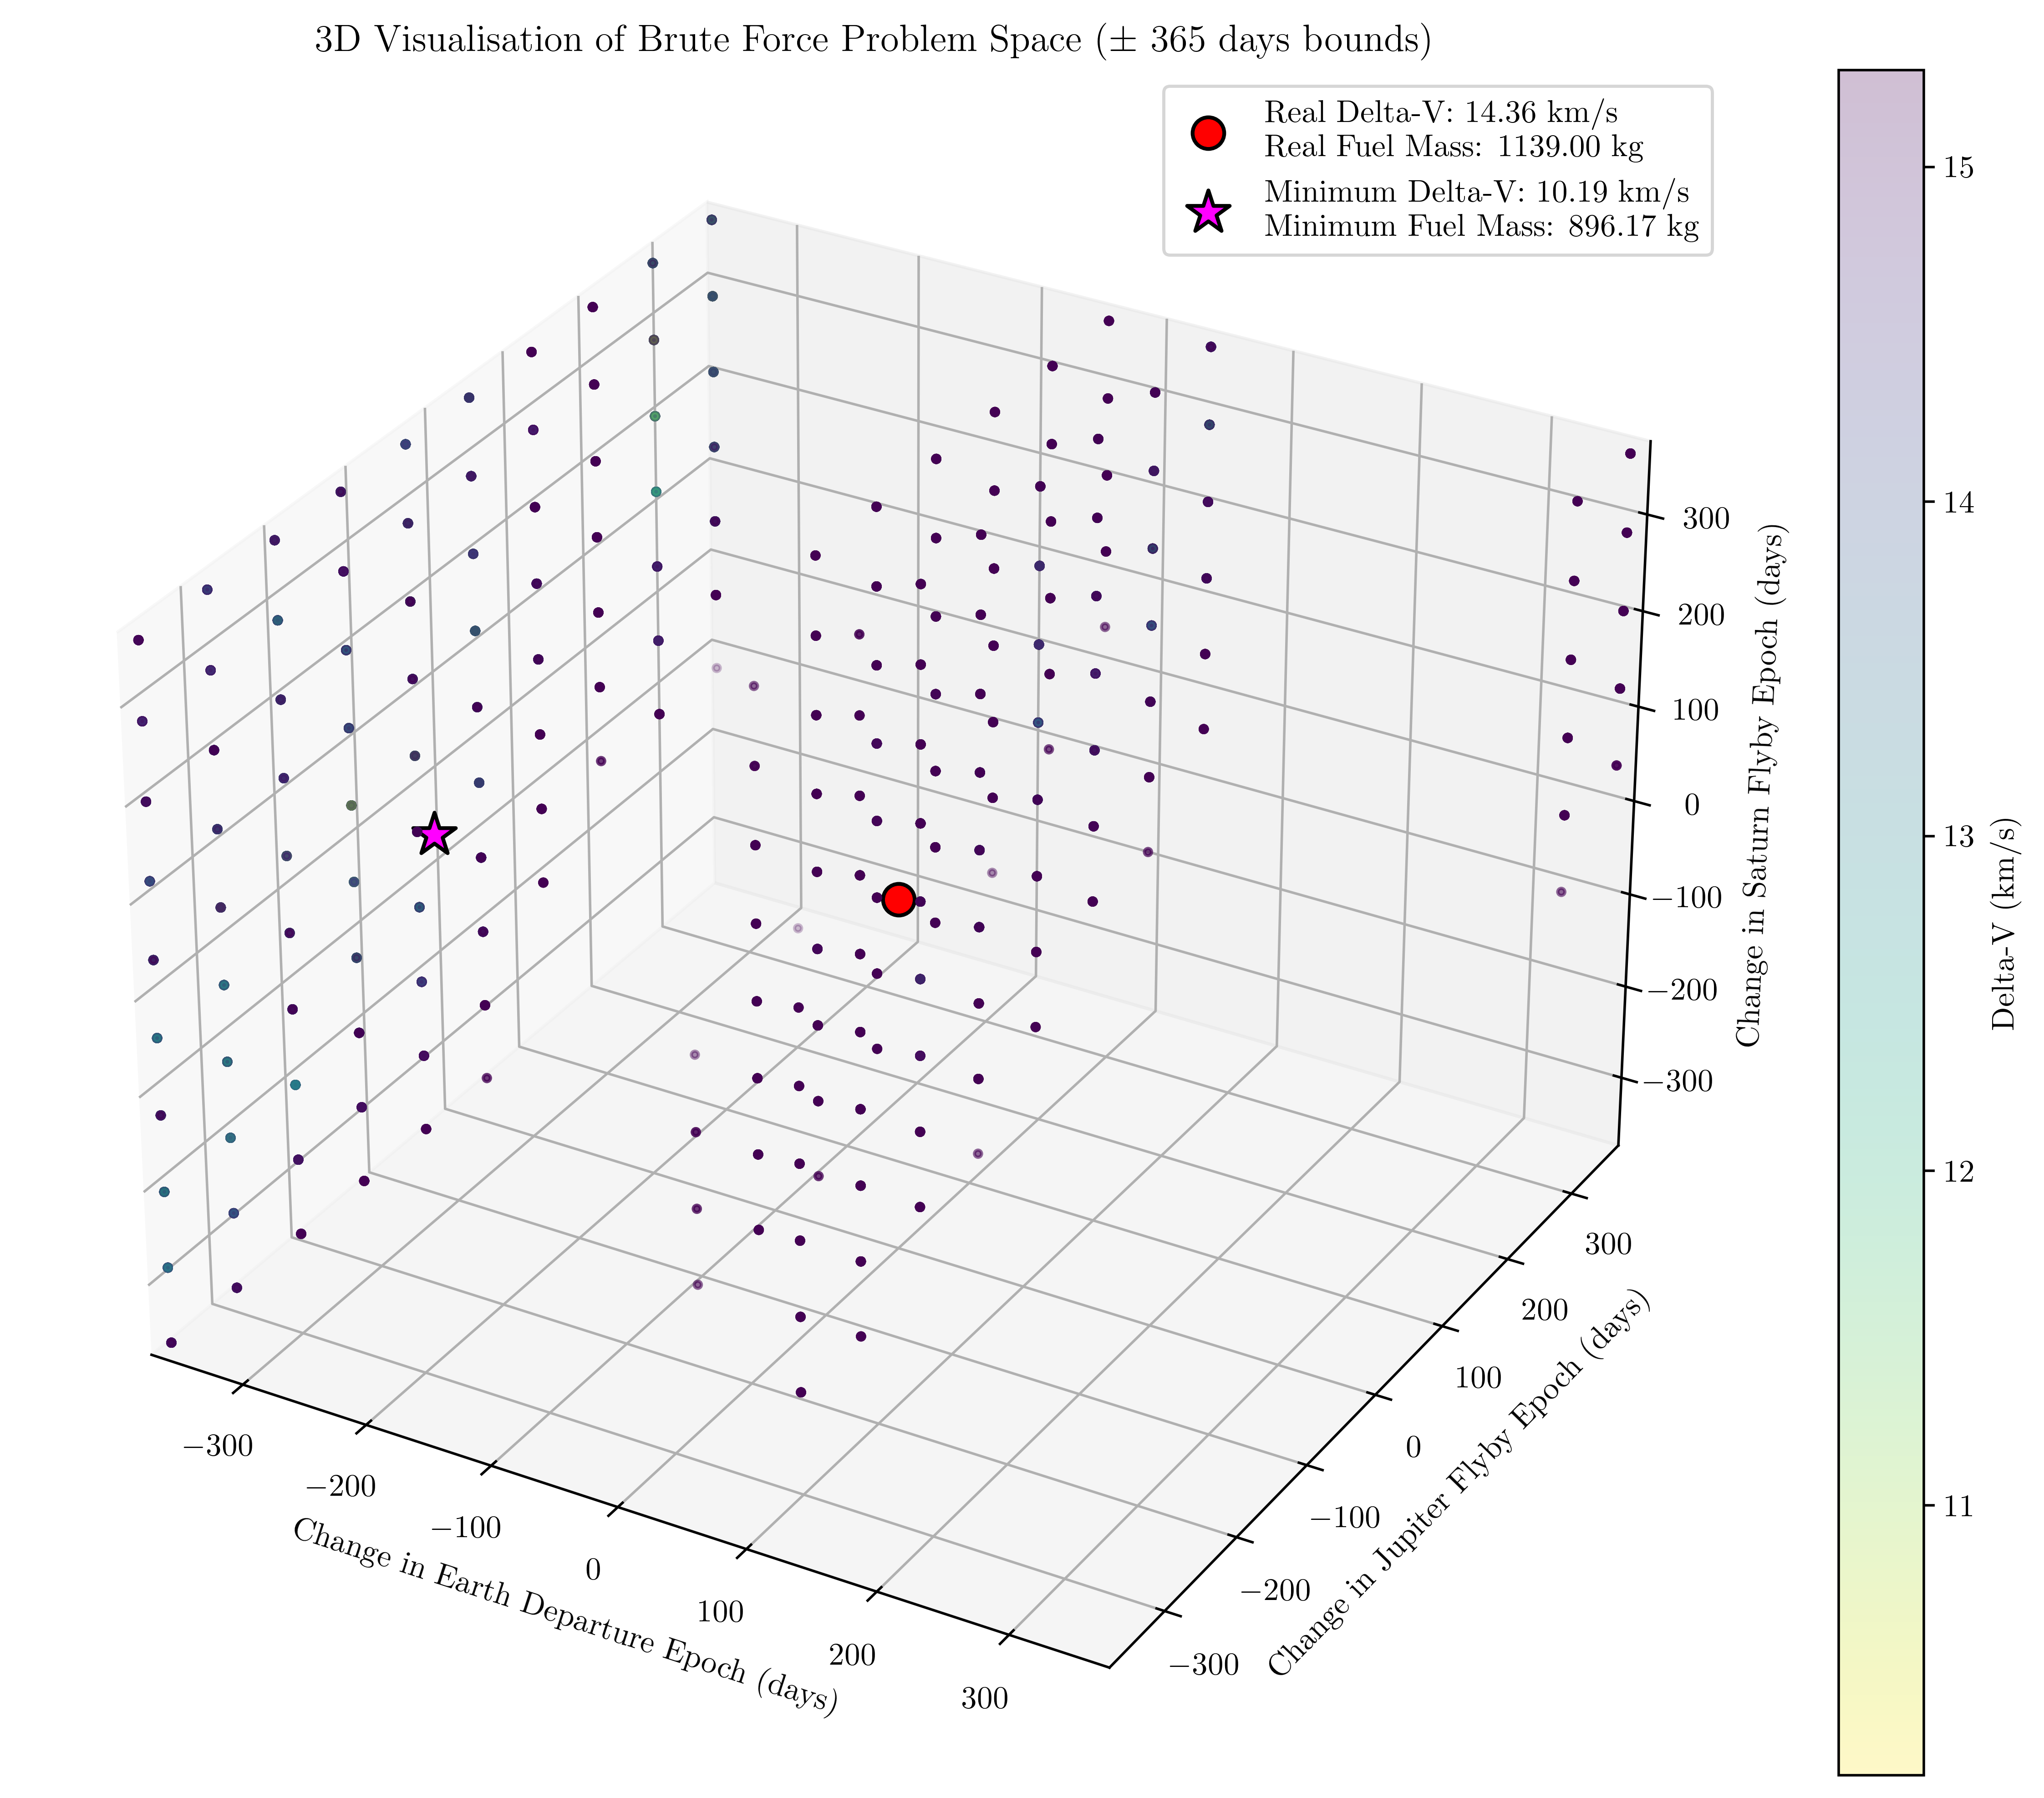 3D Visualisation of Brute Force Problem Space (± 365 days bounds)
Real Delta-V: 14.36 km/s
Real Fuel Mass: 1139.00 kg
Minimum Delta-V: 10.19 km/s
Minimum Fuel Mass: 896.17 kg
15
14
13
12
11
Delta-V (km/s)
300
200
100
0
−100
−200
−300
Change in Saturn Flyby Epoch (days)
300
200
100
0
−100
−200
−300
Change in Jupiter Flyby Epoch (days)
−300
−200
−100
0
100
200
300
Change in Earth Departure Epoch (days)